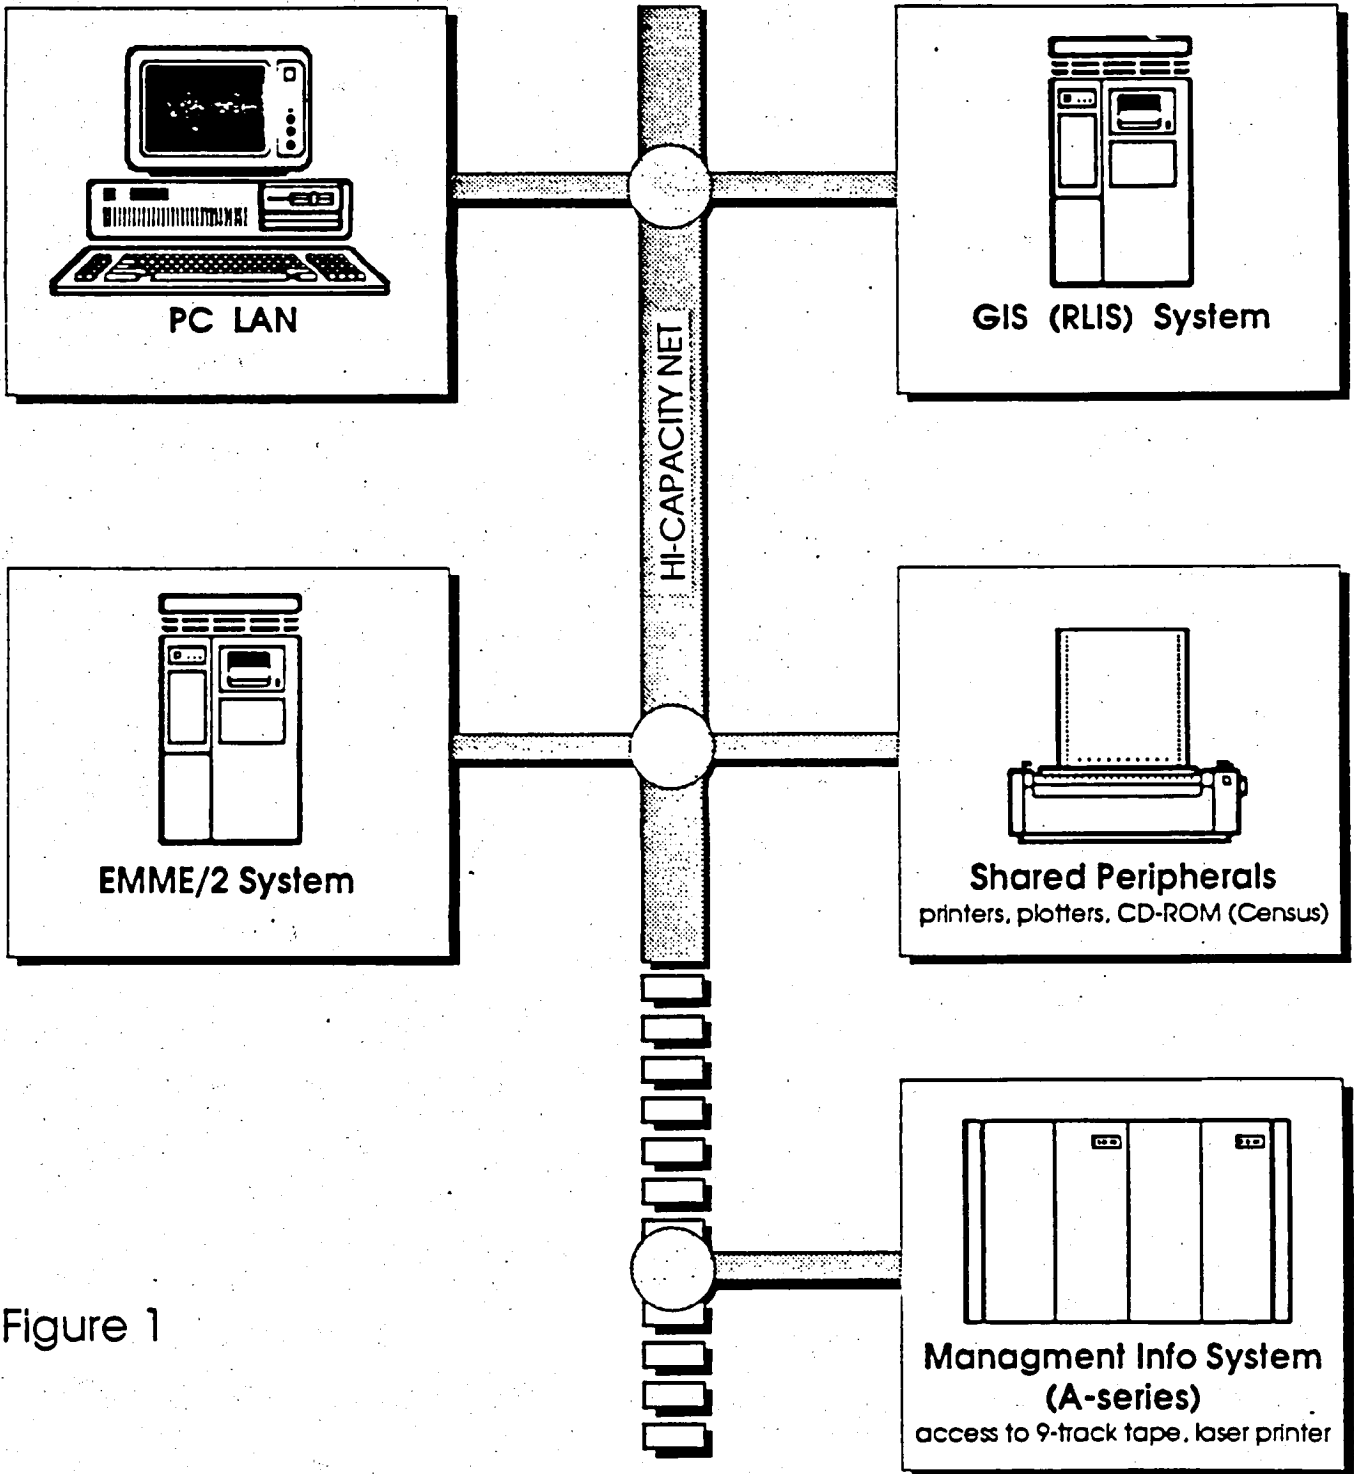 PC LAN
GIS (RLIS) System
HI-CAPACITY NET
EMME/2 System
Shared Peripherals
printers, plotters, CD-ROM (Census)
Figure 1
Managment Info System
(A-series)
access to 9-track tape, laser printer